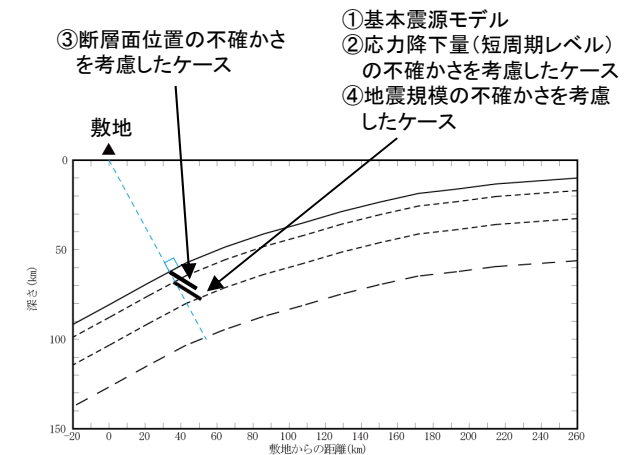 ③断層面位置の不確かさ
を考慮したケース
①基本震源モデル
②応力降下量（短周期レベル）
の不確かさを考慮したケース
④地震規模の不確かさを考慮
したケース
敷地
▲
0
50
100
150
深さ(km)
-20 0 20 40 60 80 100 120 140 160 180 200 220 240 260
敷地からの距離(km)